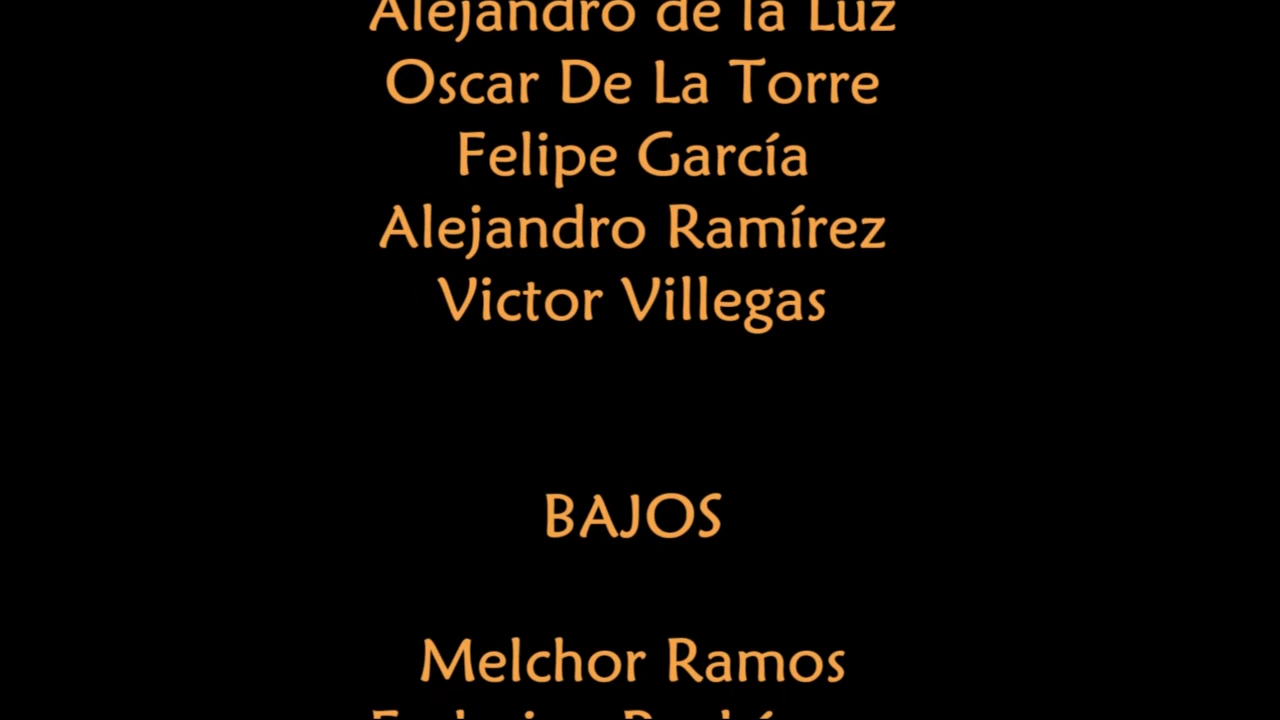 Alejandro de la Luz
Oscar De La Torre
Felipe García
Alejandro Ramírez
Victor Villegas
BAJOS
Melchor Ramos